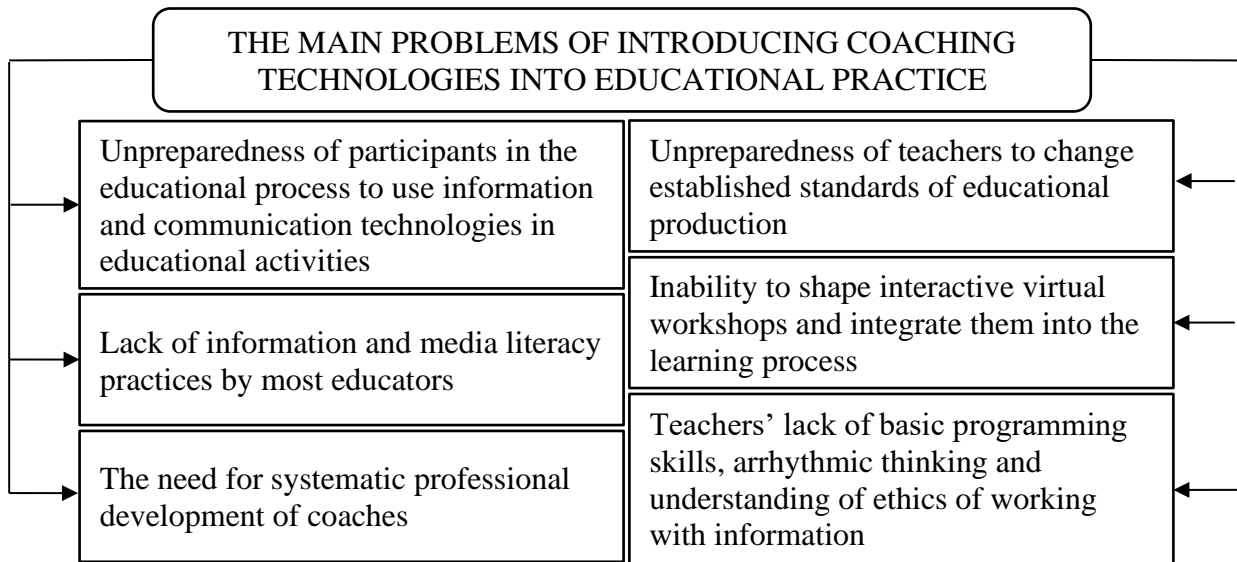 THE MAIN PROBLEMS OF INTRODUCING COACHING
TECHNOLOGIES INTO EDUCATIONAL PRACTICE
Unpreparedness of participants in the
educational process to use information
and communication technologies in
educational activities
Lack of information and media literacy
practices by most educators
The need for systematic professional
development of coaches
Unpreparedness of teachers to change
established standards of educational
production
Inability to shape interactive virtual
workshops and integrate them into the
learning process
Teachers’ lack of basic programming
skills, arrhythmic thinking and
understanding of ethics of working
with information